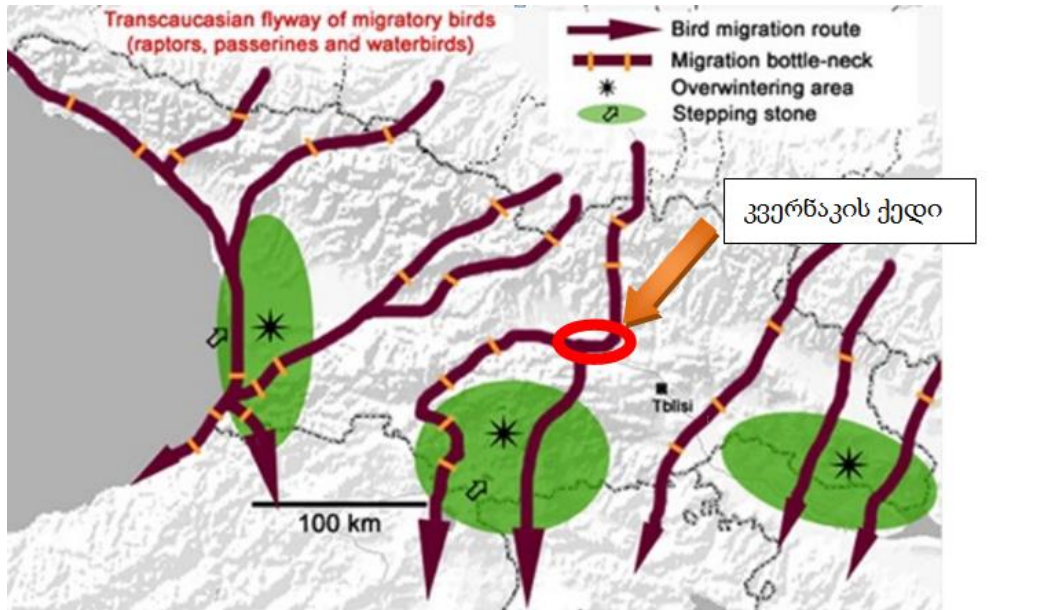 Transcaucasian flyway of migratory birds
(raptors, passerines and waterbirds)
Bird migration route
Migration bottle-neck
Overwintering area
Stepping stone
კვერნაკის ქედი
Tbilisi
100 km